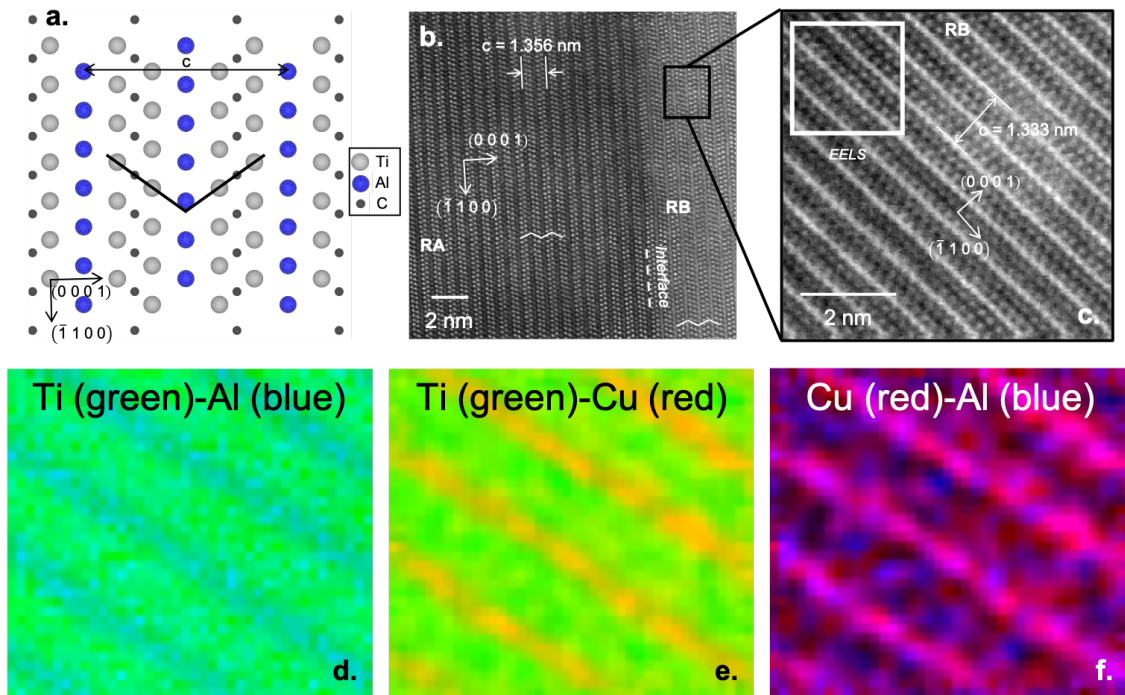 a.
c
(0 0 0 1)
(1̅ 1 0 0)
Ti
Al
C
b.
c = 1.356 nm
(0 0 0 1)
(1̅ 1 0 0)
RA
RB
Interface
2 nm
RB
c = 1.333 nm
EELS
(0 0 0 1)
(1̅ 1 0 0)
2 nm
c.
Ti (green)-Al (blue)
d.
Ti (green)-Cu (red)
e.
Cu (red)-Al (blue)
f.